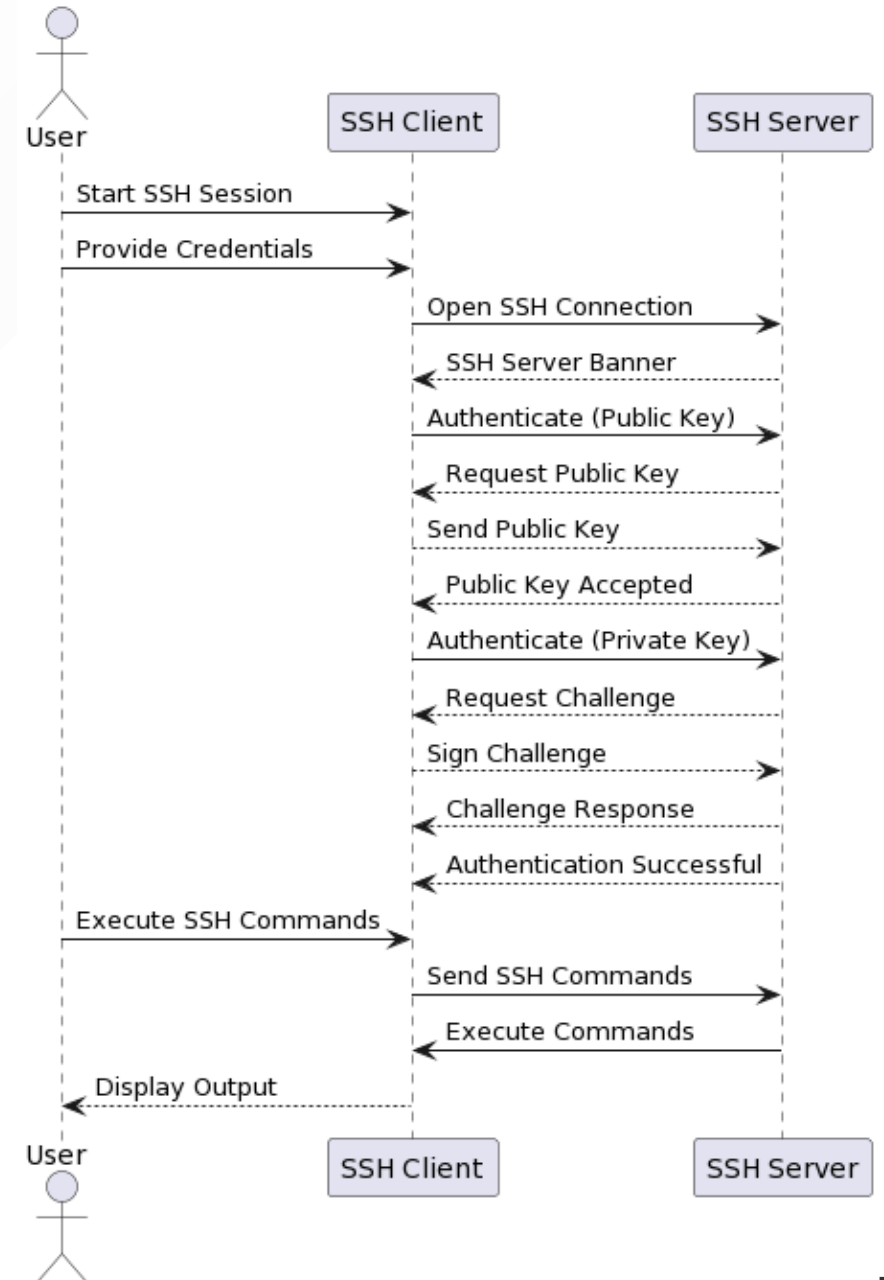 User
SSH Client
SSH Server
Start SSH Session
Provide Credentials
Open SSH Connection
SSH Server Banner
Authenticate (Public Key)
Request Public Key
Send Public Key
Public Key Accepted
Authenticate (Private Key)
Request Challenge
Sign Challenge
Challenge Response
Authentication Successful
Execute SSH Commands
Send SSH Commands
Execute Commands
Display Output
User
SSH Client
SSH Server